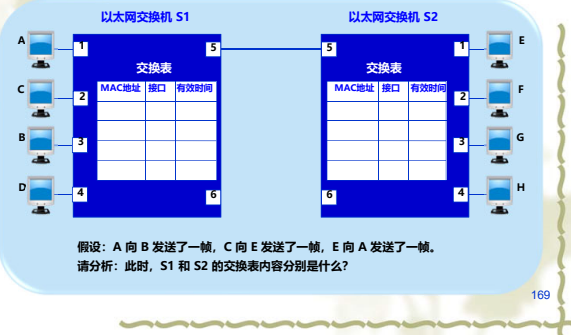 以太网交换机 S1
以太网交换机 S2
A
1
5
5
1
E
交换表
交换表
MAC地址 接口 有效时间
MAC地址 接口 有效时间
C
2
2
F
B
3
3
G
D
4
6
6
4
H
假设：A 向 B 发送了一帧，C 向 E 发送了一帧，E 向 A 发送了一帧。
请分析：此时，S1 和 S2 的交换表内容分别是什么？
169